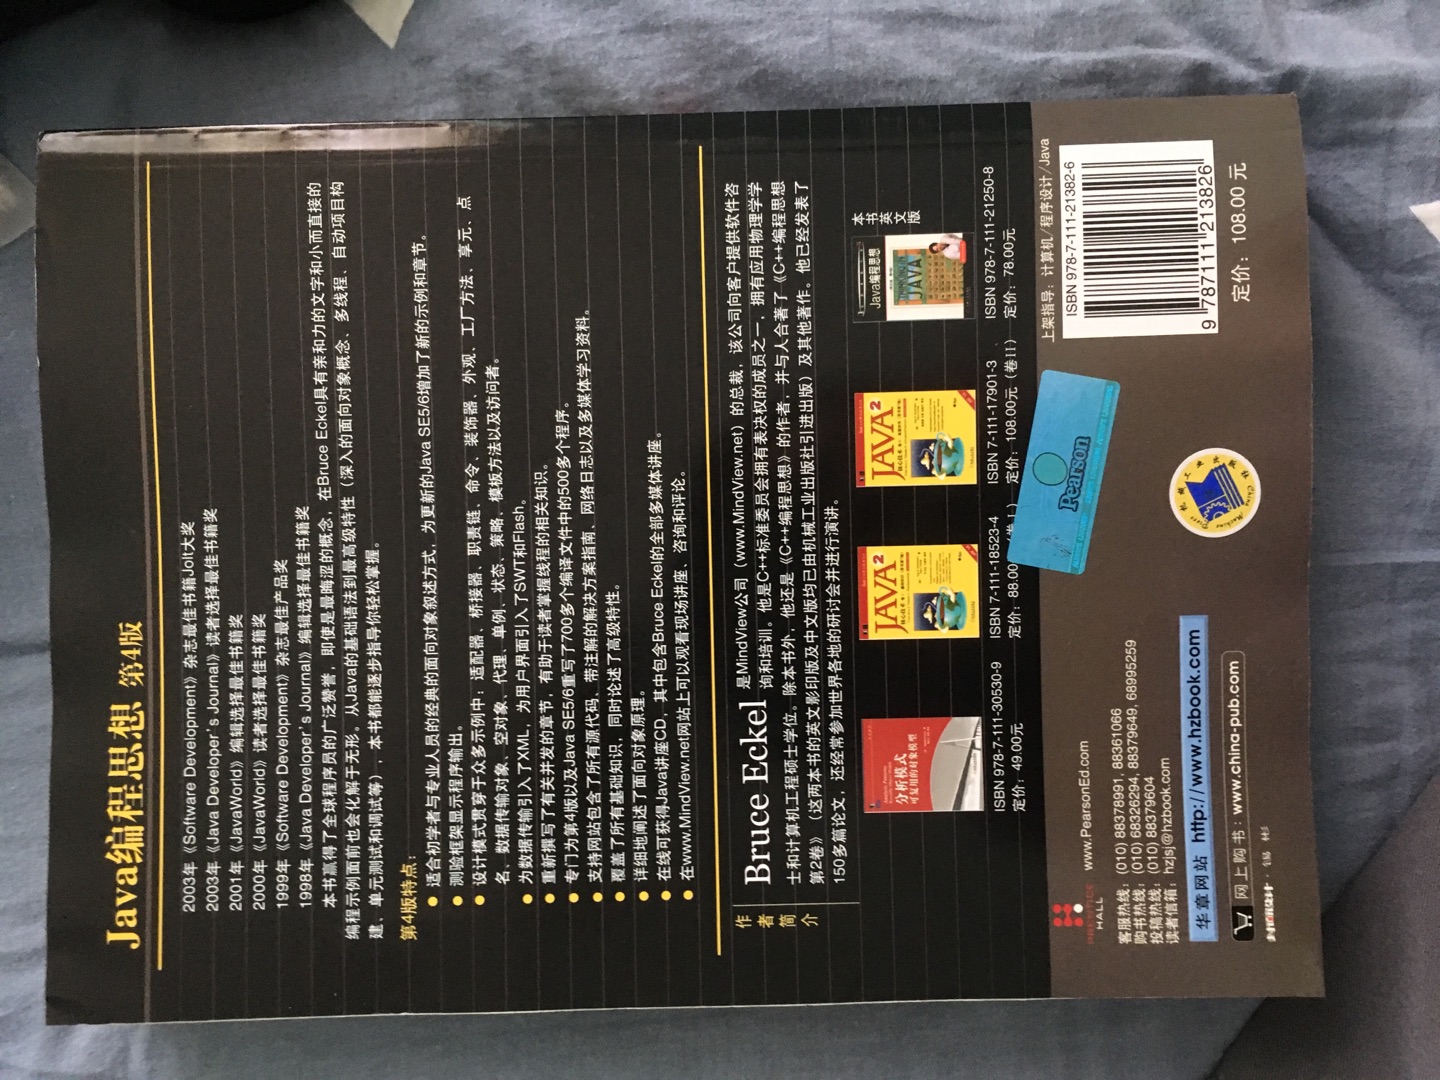 Java编程思想 第4版
2003年《Software Development》杂志最佳书籍Jolt大奖
2003年《Java Developer's Journal》读者选择最佳书籍奖
2001年《JavaWorld》编辑选择最佳书籍奖
2000年《JavaWorld》读者选择最佳书籍奖
1999年《Software Development》杂志最佳产品奖
1998年《Java Developer's Journal》编辑选择最佳书籍奖
本书赢得了全球程序员的广泛赞誉，即使是最晦涩的概念，在Bruce Eckel具有亲和力的文字和小而直接的
编程示例面前也会化解于无形。从Java的基础语法到最高级特性（深入的面向对象概念、多线程、自动项目构
建、单元测试和调试等），本书都能逐步指导你轻松掌握。
第4版特点：
● 适合初学者与专业人员的经典的面向对象叙述方式，为更新的Java SE5/6增加了新的示例和章节。
● 测验框架显示程序输出。
● 设计模式贯穿于众多示例中：适配器、桥接器、职责链、命令、装饰器、外观、工厂方法、享元、点
名、数据传输对象、空对象、代理、单例、状态、策略、模板方法以及访问者。
● 为数据传输引入了XML，为用户界面引入了SWT和Flash。
● 重新撰写了有关并发的章节，有助于读者掌握线程的相关知识。
● 专门为第4版以及Java SE5/6重写了700多个编译文件中的500多个程序。
● 支持网站包含了所有源代码、带注解的解决方案指南、网络日志以及多媒体学习资料。
● 覆盖了所有基础知识，同时论述了高级特性。
● 详细地阐述了面向对象原理。
● 在线可获得Java讲座CD，其中包含Bruce Eckel的全部多媒体讲座。
● 在www.MindView.net网站上可以观看现场讲座、咨询和评论。
作者简介
Bruce Eckel 是MindView公司（www.MindView.net）的总裁，该公司向客户提供软件咨
询和培训。他是C++标准委员会拥有表决权的成员之一，拥有应用物理学学
士和计算机工程硕士学位。除本书外，他还是《C++编程思想》的作者，并与人合著了《C++编程思想
第2卷》（这两本书的英文影印版及中文版均已由机械工业出版社引进出版）及其他著作。他已经发表了
150多篇论文，还经常参加世界各地的研讨会并进行演讲。
分析模式
可复用的对象模型
JAVA 2
JAVA 2
Java编程思想
JAVA
本书英文版
ISBN 978-7-111-30530-9
定价：49.00元
ISBN 7-111-18523-4
定价：88.00
ISBN 7-111-17901-3
定价：108.00元（卷II）
ISBN 978-7-111-21250-8
定价：78.00元
Pearson
HALL
www.PearsonEd.com
客服热线：(010) 88378991, 88361066
购书热线：(010) 68326294, 88379649, 68995259
投稿热线：(010) 88379604
读者信箱：hzjsj@hzbook.com
华章网站 http://www.hzbook.com
网上购书：www.china-pub.com
封面设计·锡 彬
上架指导：计算机/程序设计/Java
ISBN 978-7-111-21382-6
9 787111 213826
定价：108.00 元